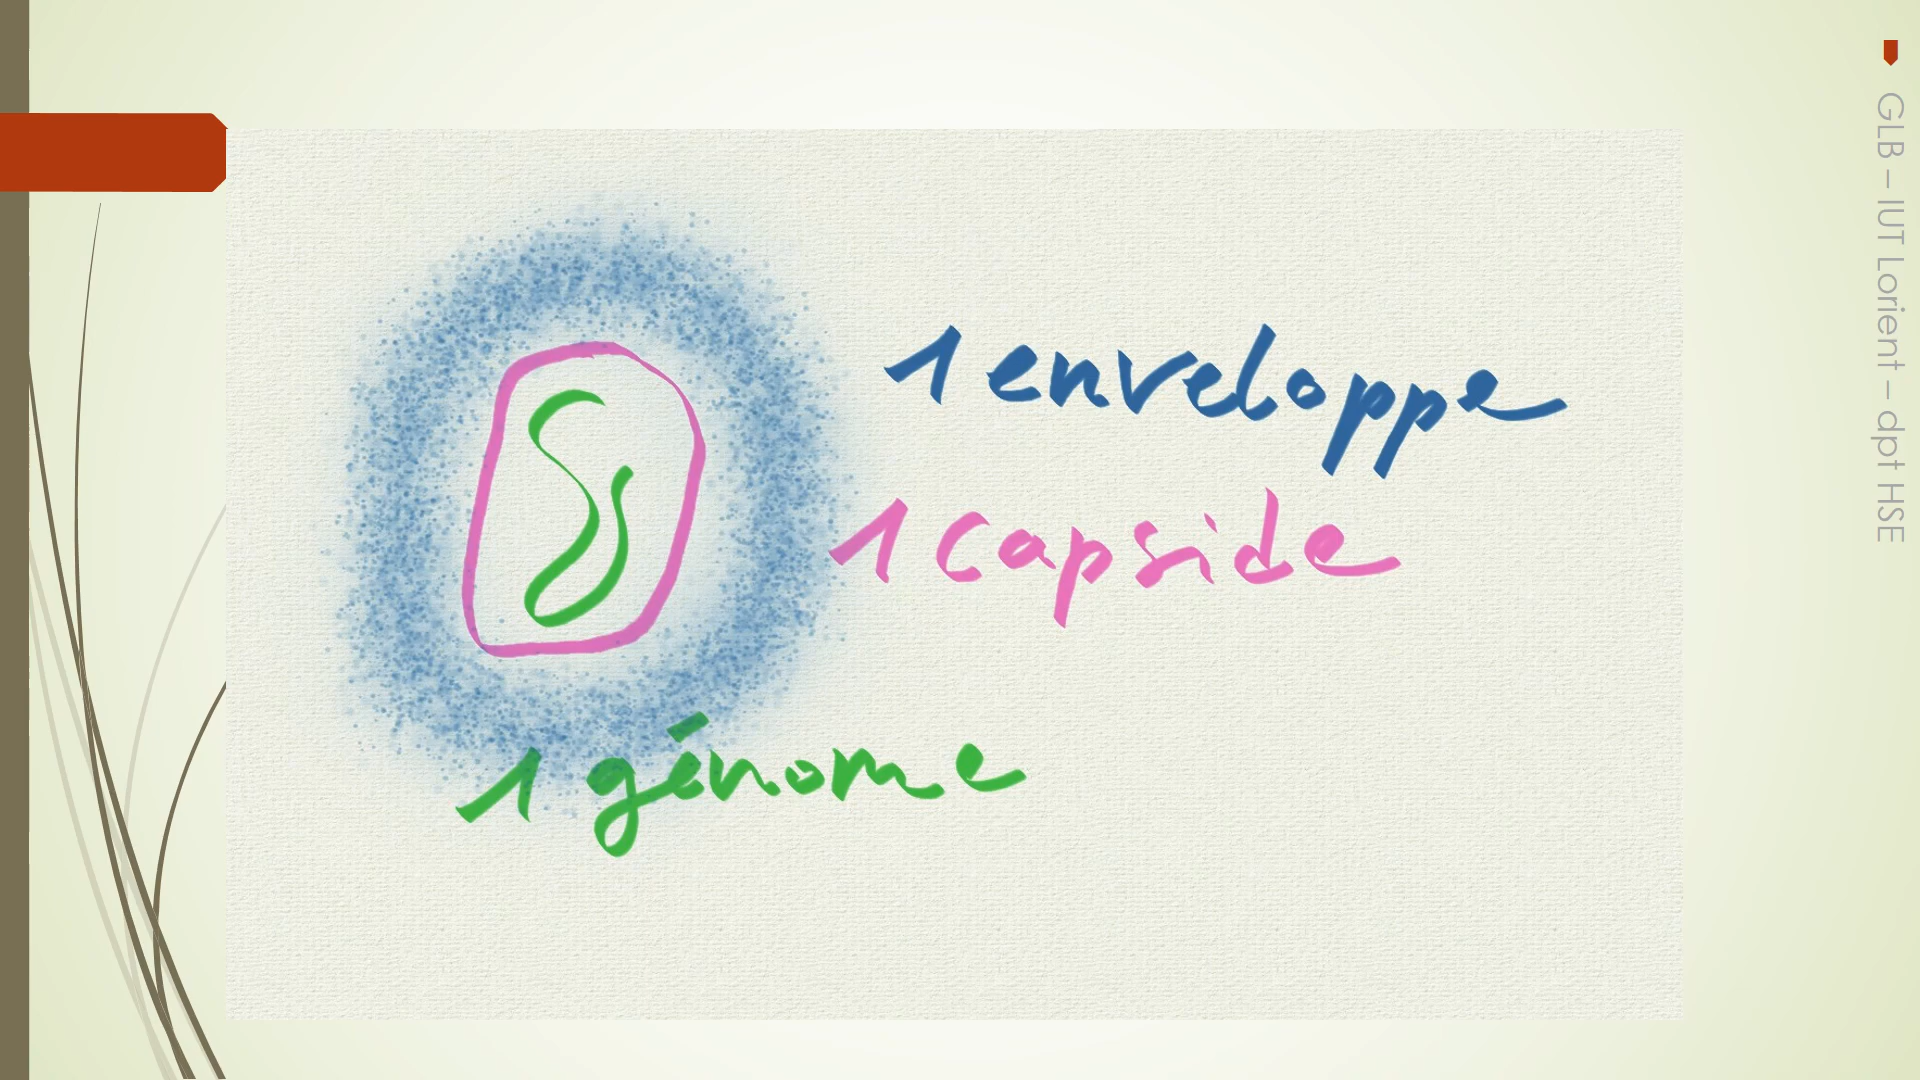 1 enveloppe
1 capside
1 génome
GLB – IUT Lorient – dpt HSE